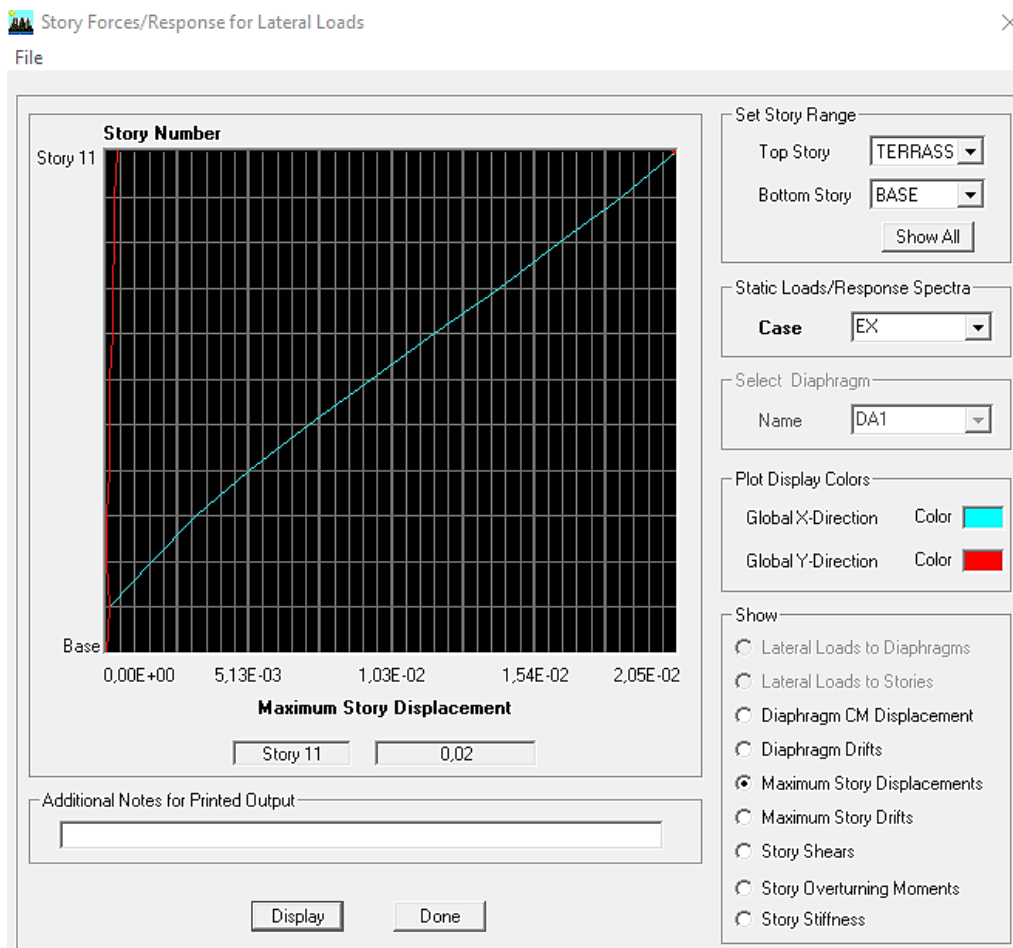 Story Forces/Response for Lateral Loads
File
Story Number
Story 11
Base
0,00E+00 5,13E-03 1,03E-02 1,54E-02 2,05E-02
Maximum Story Displacement
Story 11 0,02
Additional Notes for Printed Output
Display Done
Set Story Range
Top Story TERRASS
Bottom Story BASE
Show All
Static Loads/Response Spectra
Case EX
Select Diaphragm
Name DA1
Plot Display Colors
Global X-Direction Color
Global Y-Direction Color
Show
Lateral Loads to Diaphragms
Lateral Loads to Stories
Diaphragm CM Displacement
Diaphragm Drifts
Maximum Story Displacements
Maximum Story Drifts
Story Shears
Story Overturning Moments
Story Stiffness